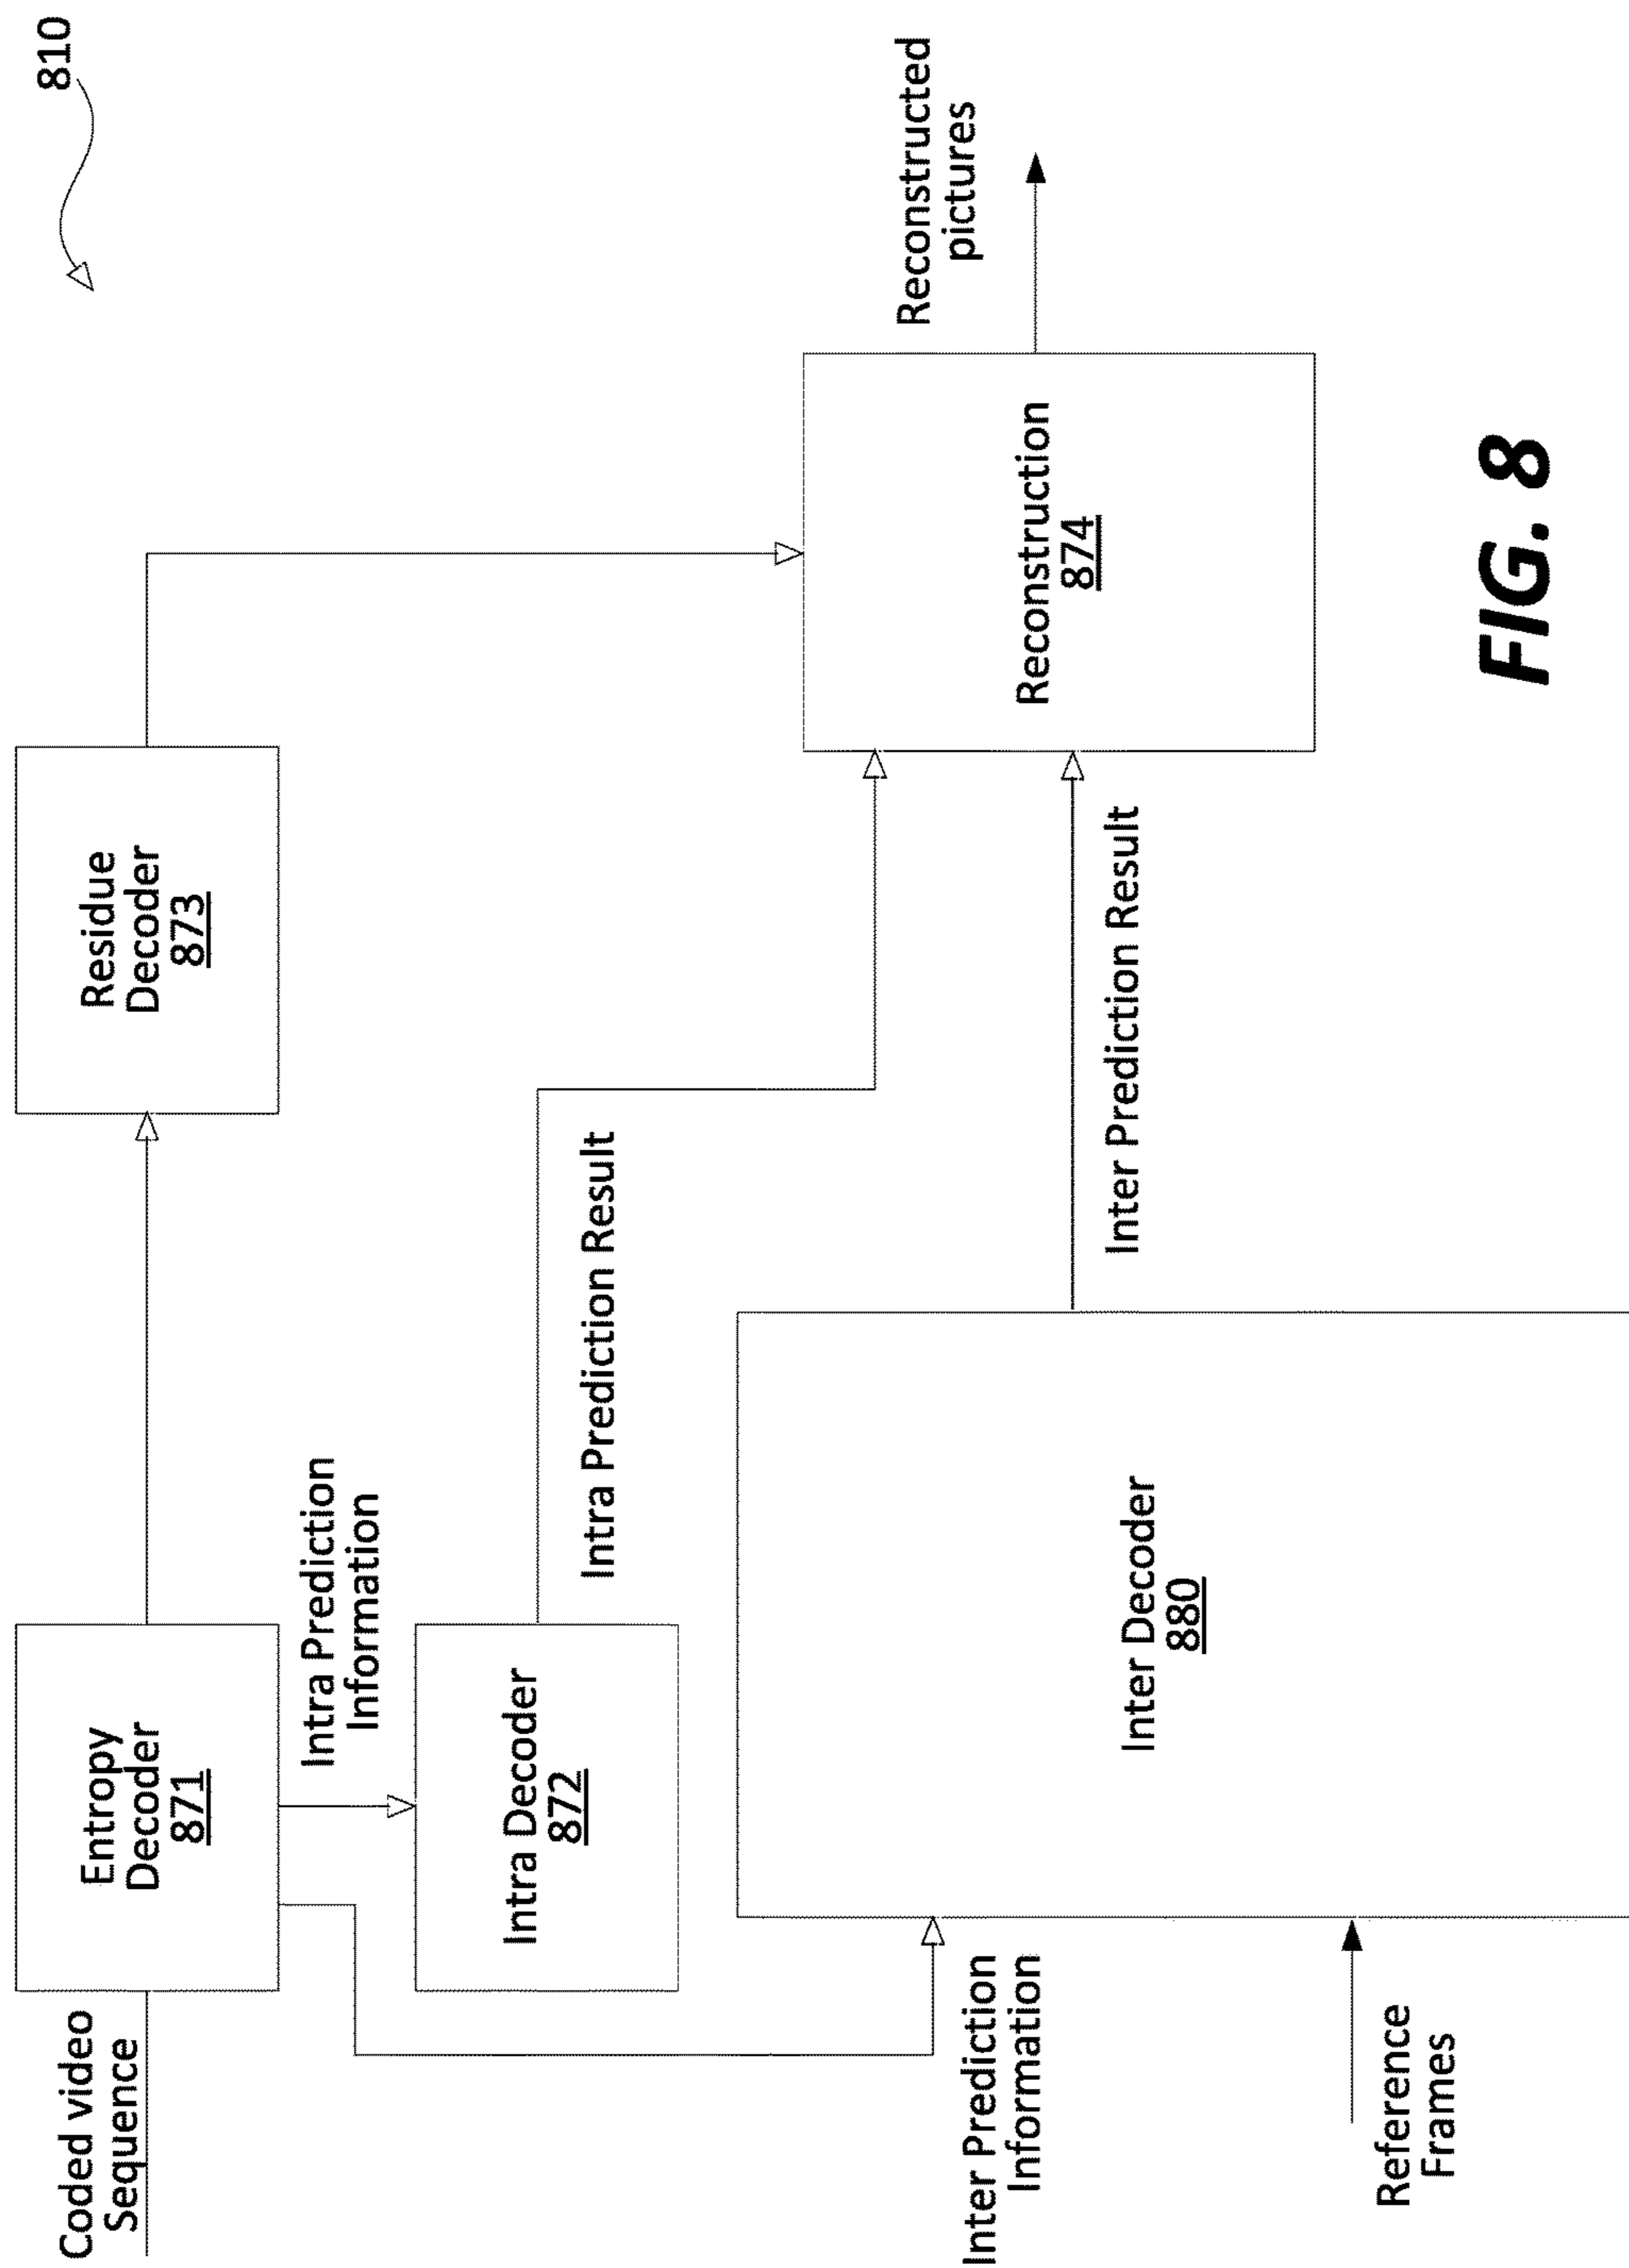 810
Coded video
Sequence
Entropy
Decoder
871
Residue
Decoder
873
Intra Prediction
Information
Intra Decoder
872
Intra Prediction Result
Reconstructed
pictures
Reconstruction
874
Inter Prediction
Information
Inter Decoder
880
Inter Prediction Result
Reference
Frames
FIG. 8